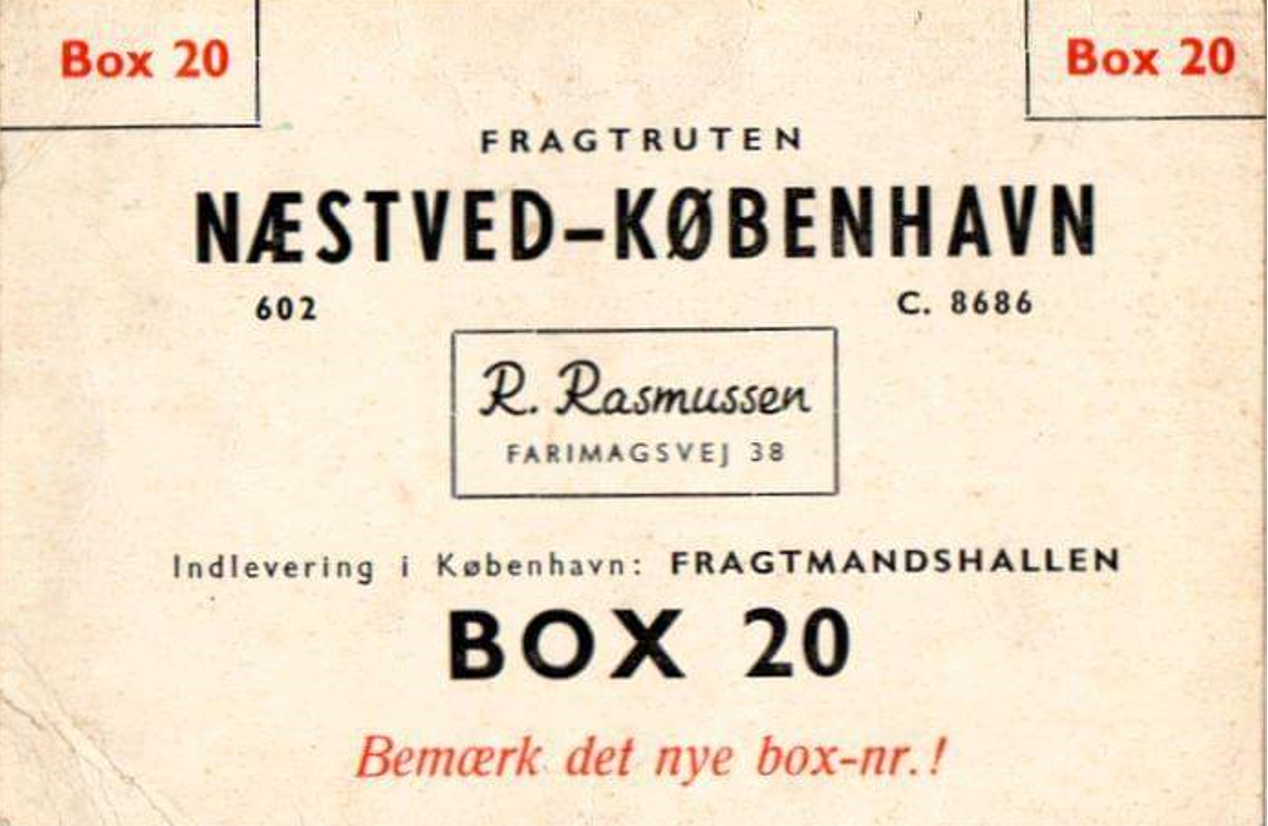 Box 20
Box 20
FRAGTRUTEN
NÆSTVED–KØBENHAVN
602
C. 8686
R. Rasmussen
FARIMAGSVEJ 38
Indlevering i København: FRAGTMANDSHALLEN
BOX 20
Bemærk det nye box-nr.!